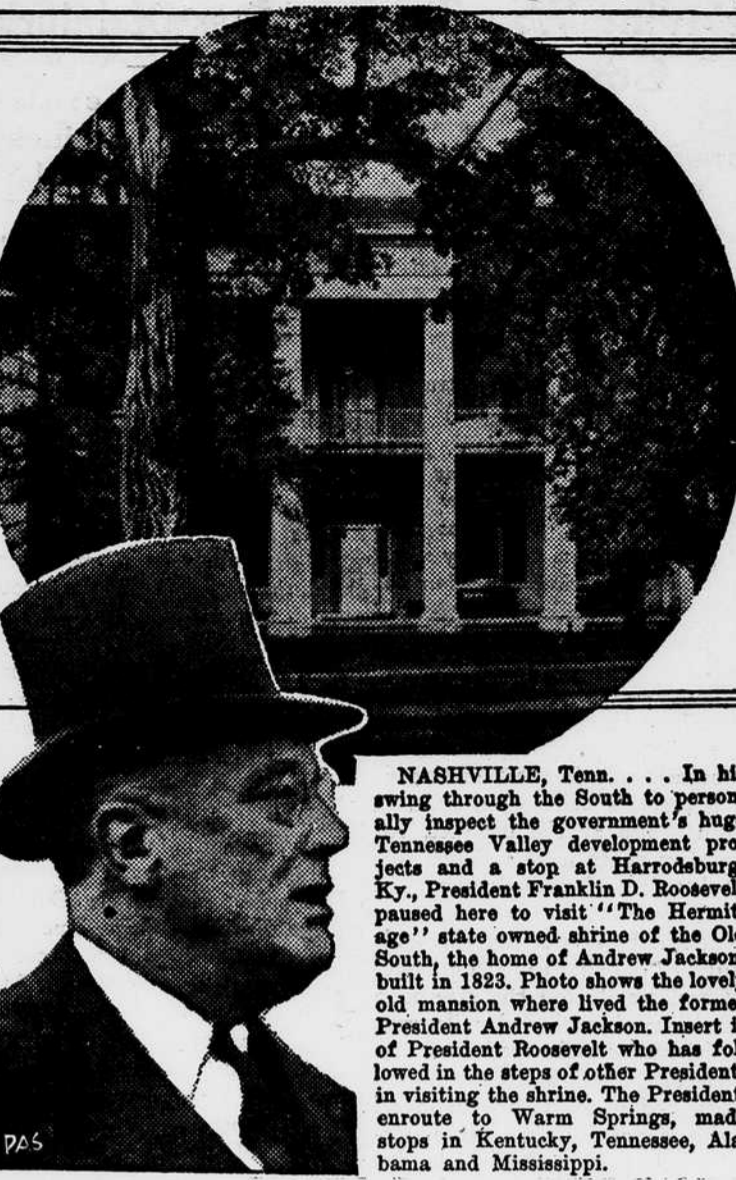 NASHVILLE, Tenn. . . . In hi
swing through the South to person
ally inspect the government's hug
Tennessee Valley development pro
jects and a stop at Harrodsburg
Ky., President Franklin D. Roosevel
paused here to visit "The Hermit
age" state owned shrine of the Ol
South, the home of Andrew Jackson
built in 1823. Photo shows the lovel
old mansion where lived the forme
President Andrew Jackson. Insert i
of President Roosevelt who has fol
lowed in the steps of other President
in visiting the shrine. The President
enroute to Warm Springs, mad
stops in Kentucky, Tennessee, Ala
bama and Mississippi.
PAS